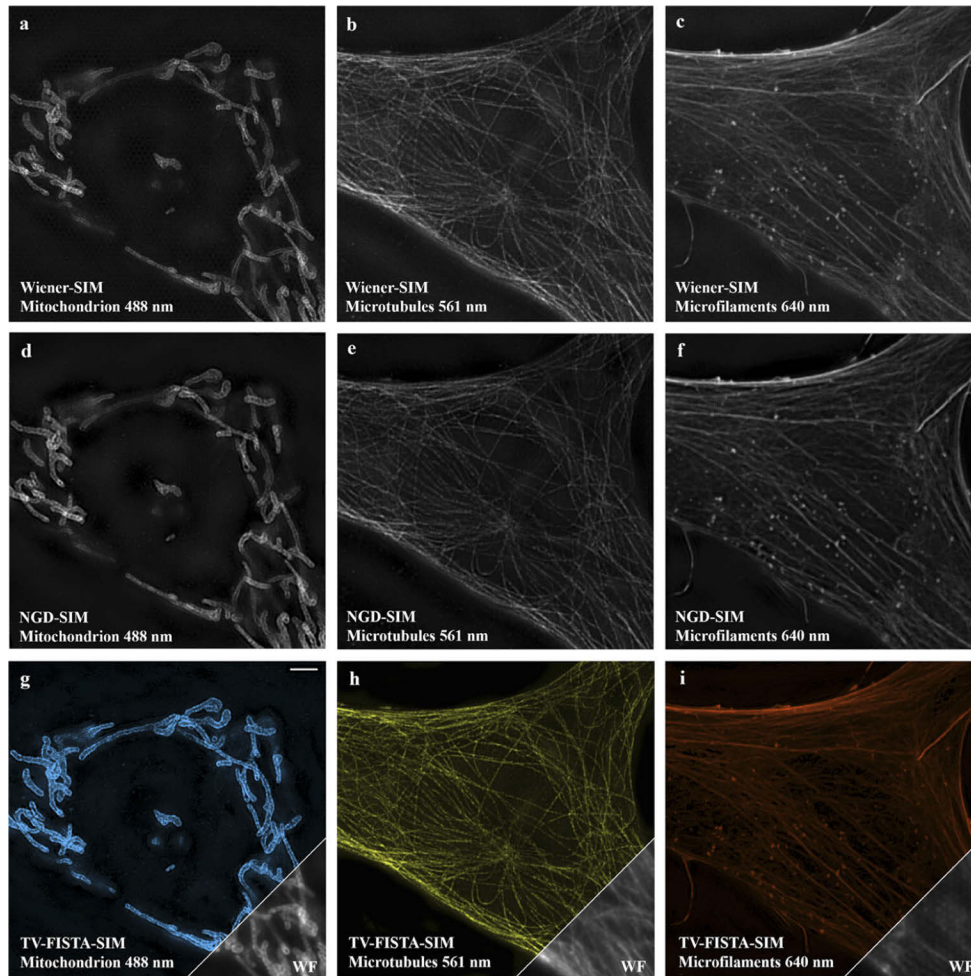 a
Wiener-SIM
Mitochondrion 488 nm
b
Wiener-SIM
Microtubules 561 nm
c
Wiener-SIM
Microfilaments 640 nm
d
NGD-SIM
Mitochondrion 488 nm
e
NGD-SIM
Microtubules 561 nm
f
NGD-SIM
Microfilaments 640 nm
g
TV-FISTA-SIM
Mitochondrion 488 nm
WF
h
TV-FISTA-SIM
Microtubules 561 nm
WF
i
TV-FISTA-SIM
Microfilaments 640 nm
WF